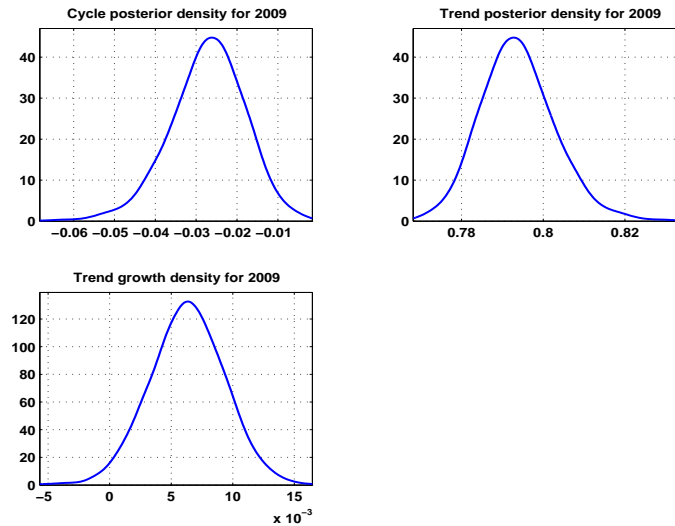 Cycle posterior density for 2009
40
30
20
10
0
−0.06 −0.05 −0.04 −0.03 −0.02 −0.01
Trend posterior density for 2009
40
30
20
10
0
0.78 0.8 0.82
Trend growth density for 2009
120
100
80
60
40
20
0
−5 0 5 10 15
x 10⁻³